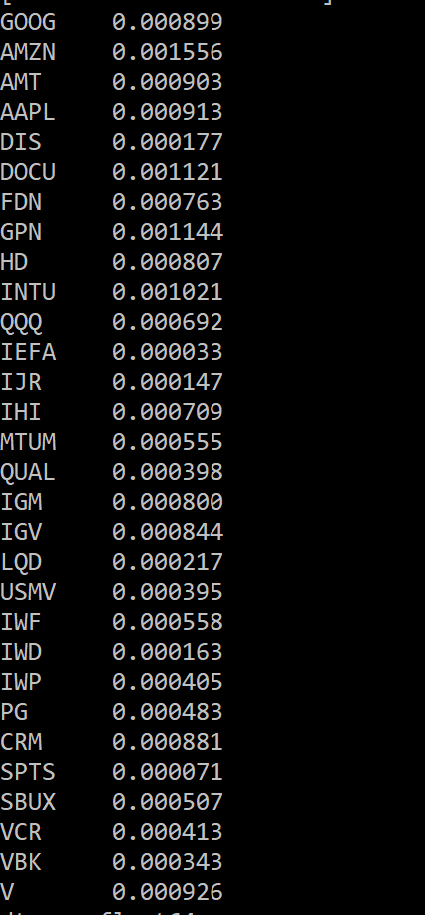 GOOG 0.000899
AMZN 0.001556
AMT 0.000903
AAPL 0.000913
DIS 0.000177
DOCU 0.001121
FDN 0.000763
GPN 0.001144
HD 0.000807
INTU 0.001021
QQQ 0.000692
IEFA 0.000033
IJR 0.000147
IHI 0.000709
MTUM 0.000555
QUAL 0.000398
IGM 0.000800
IGV 0.000844
LQD 0.000217
USMV 0.000395
IWF 0.000558
IWD 0.000163
IWP 0.000405
PG 0.000483
CRM 0.000881
SPTS 0.000071
SBUX 0.000507
VCR 0.000413
VBK 0.000343
V 0.000926